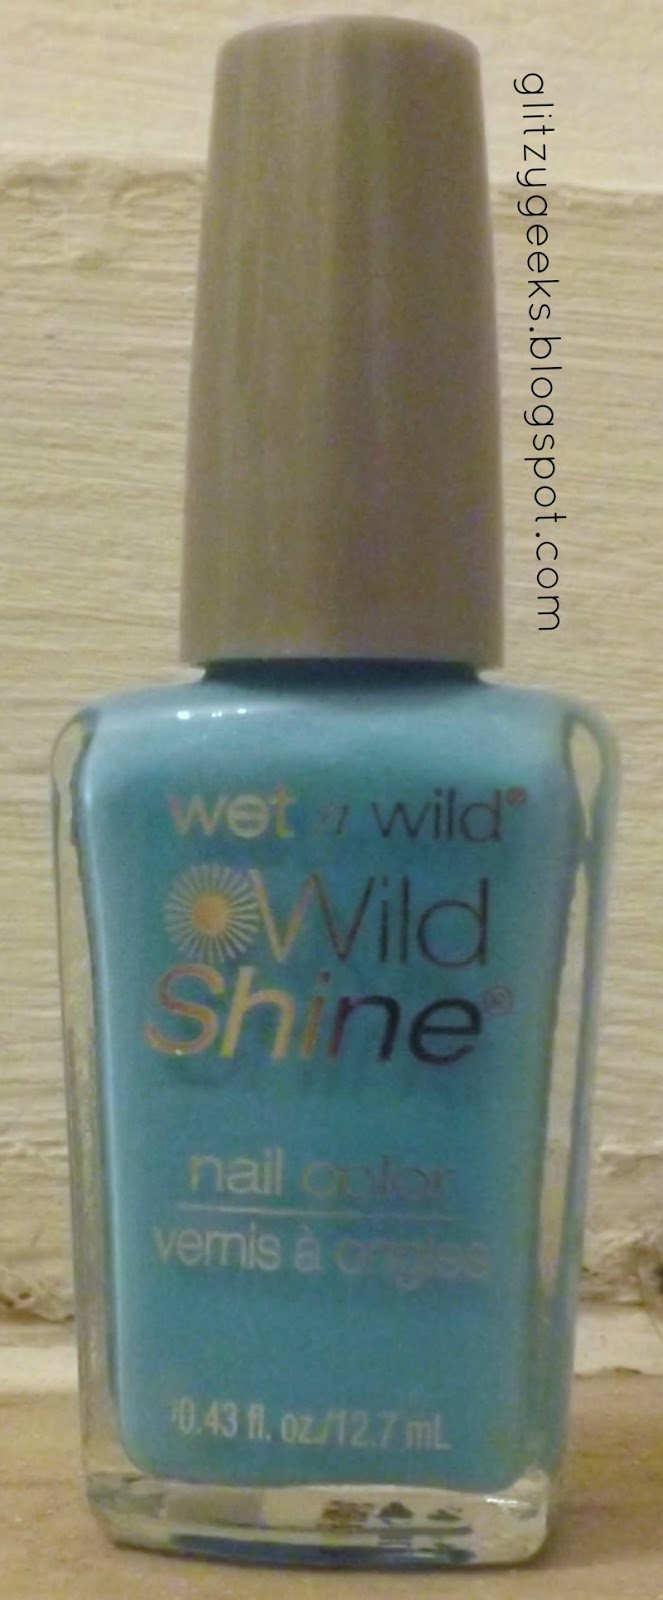 glitzygeeks.blogspot.com
wet n wild®
Wild
Shine®
nail color
vernis à ongles
0.43 fl. oz./12.7 mL